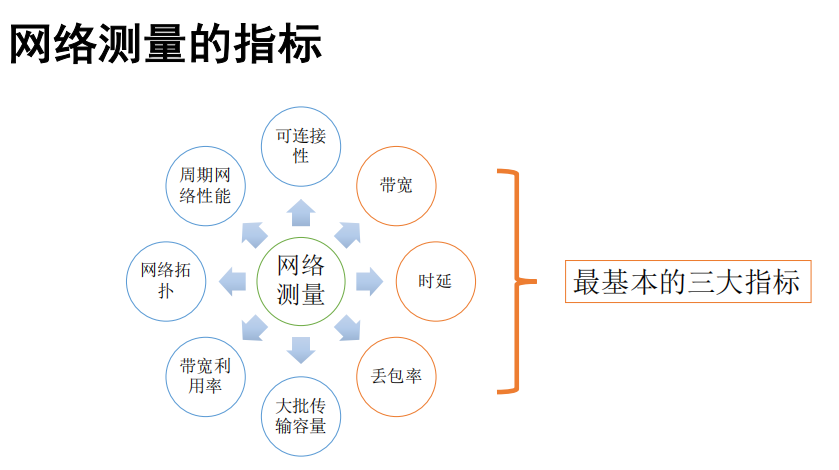 网络测量的指标
可连接
性
周期网
络性能
带宽
网络
测量
网络拓
扑
时延
最基本的三大指标
带宽利
用率
丢包率
大批传
输容量